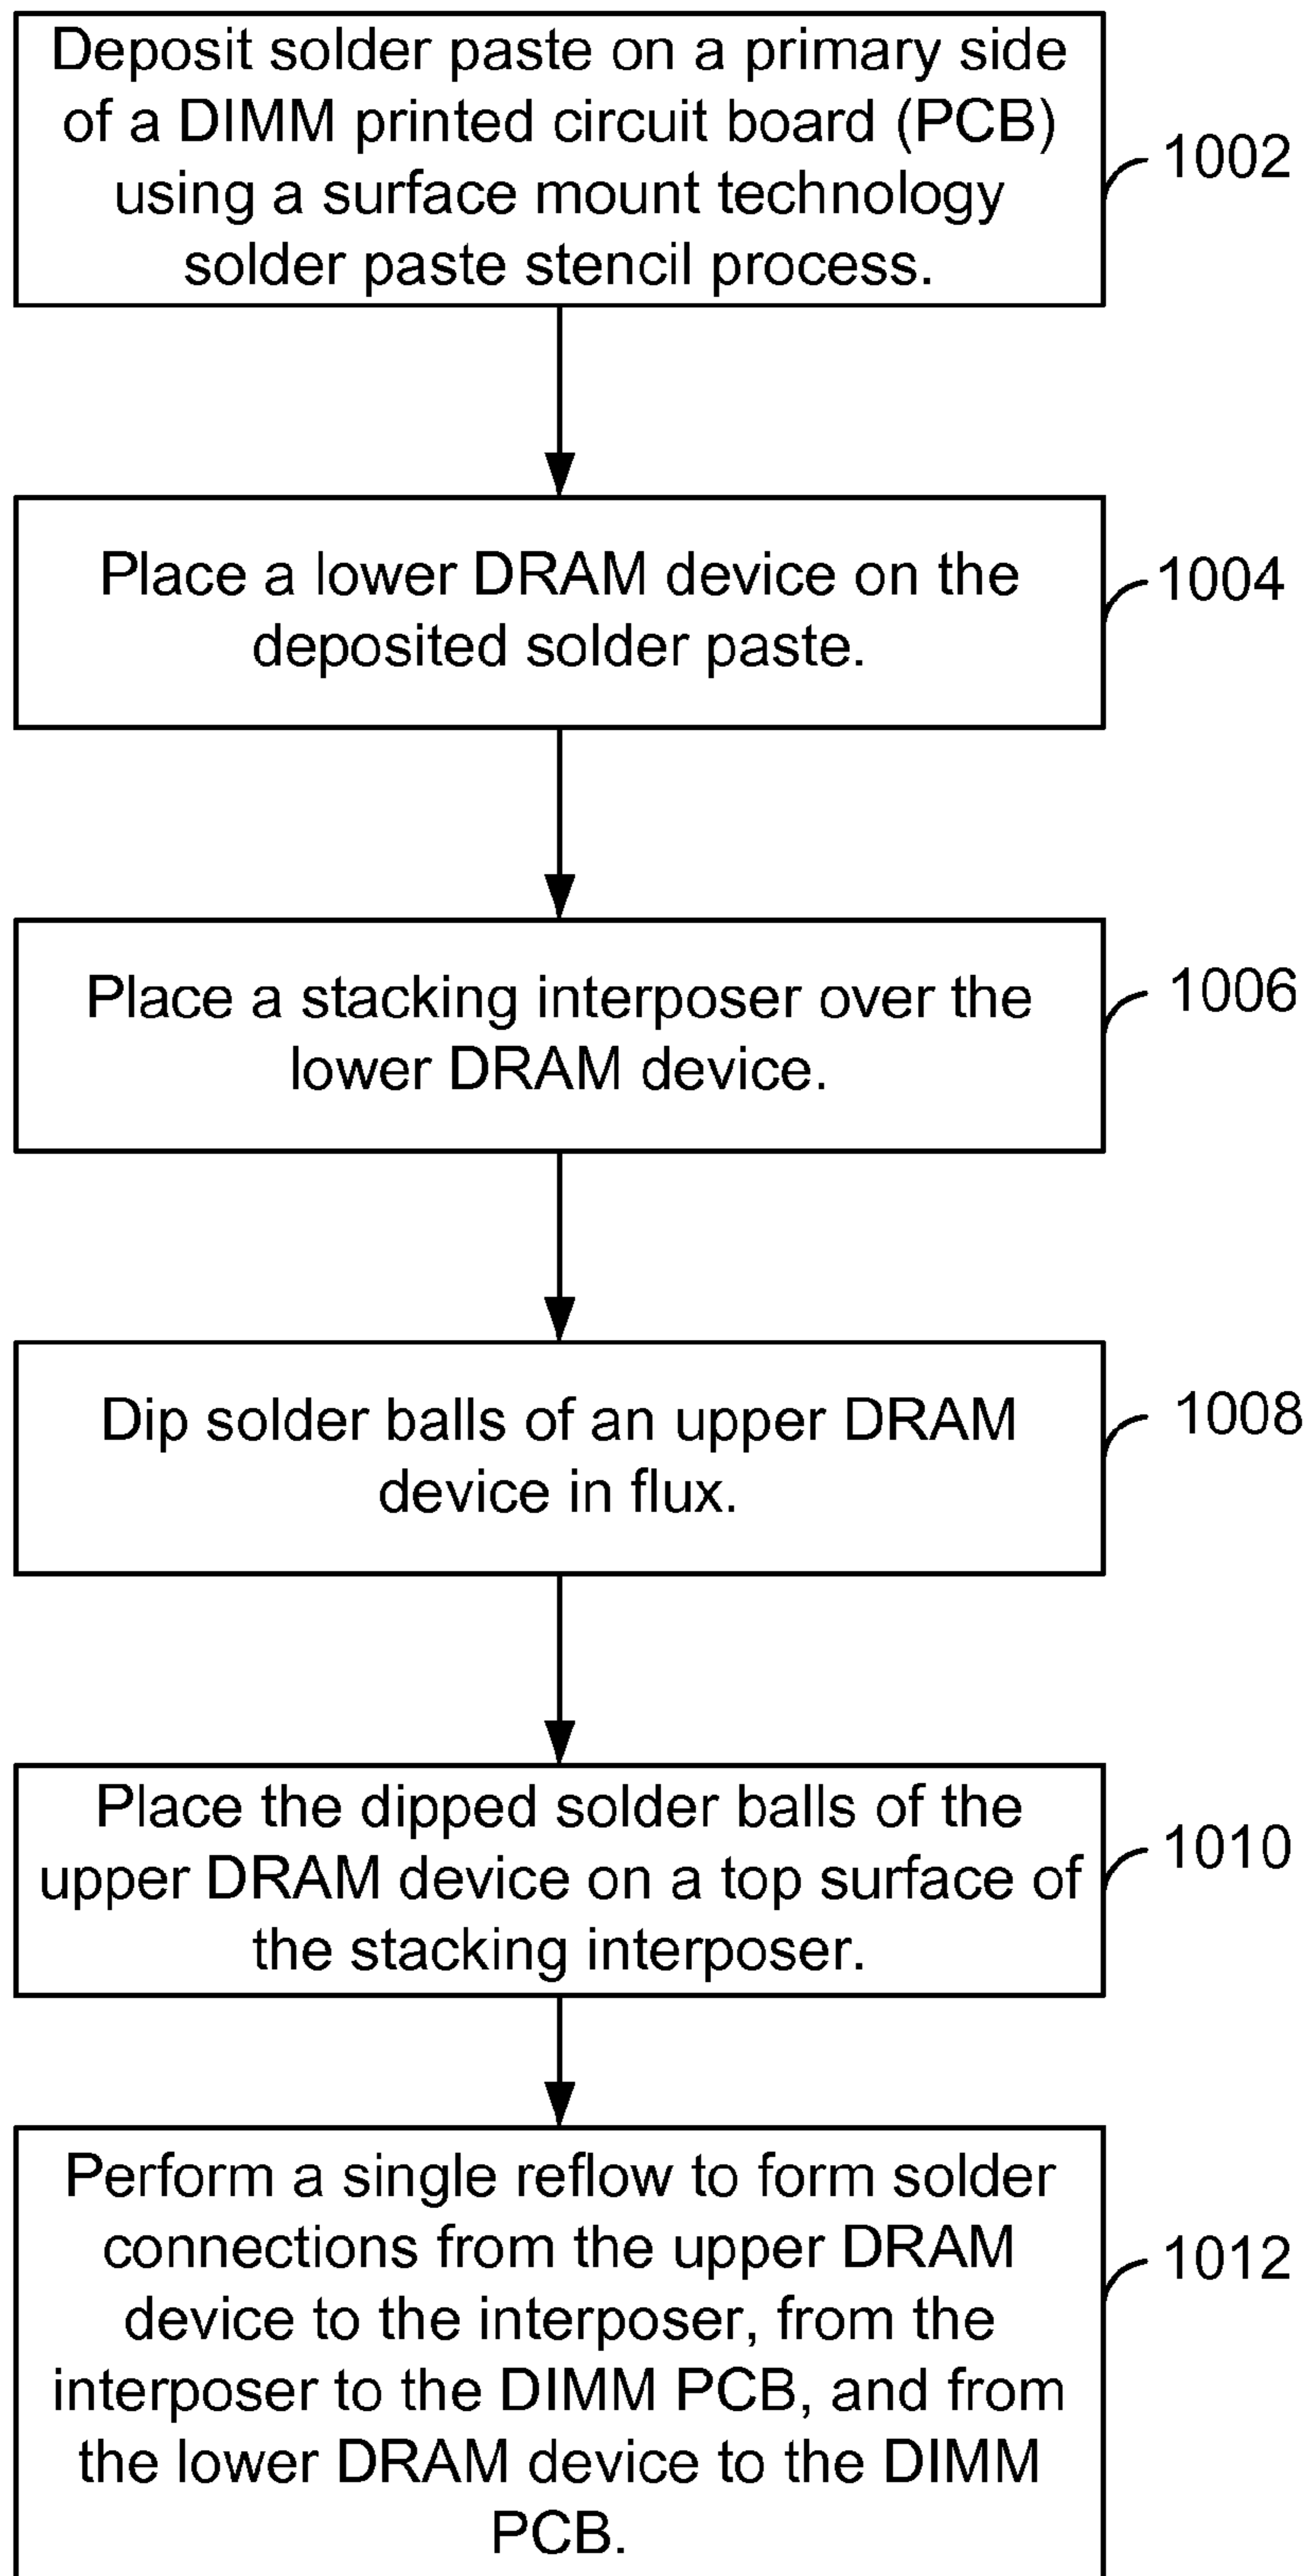 Deposit solder paste on a primary side
of a DIMM printed circuit board (PCB)
using a surface mount technology
solder paste stencil process.
1002
Place a lower DRAM device on the
deposited solder paste.
1004
Place a stacking interposer over the
lower DRAM device.
1006
Dip solder balls of an upper DRAM
device in flux.
1008
Place the dipped solder balls of the
upper DRAM device on a top surface of
the stacking interposer.
1010
Perform a single reflow to form solder
connections from the upper DRAM
device to the interposer, from the
interposer to the DIMM PCB, and from
the lower DRAM device to the DIMM
PCB.
1012